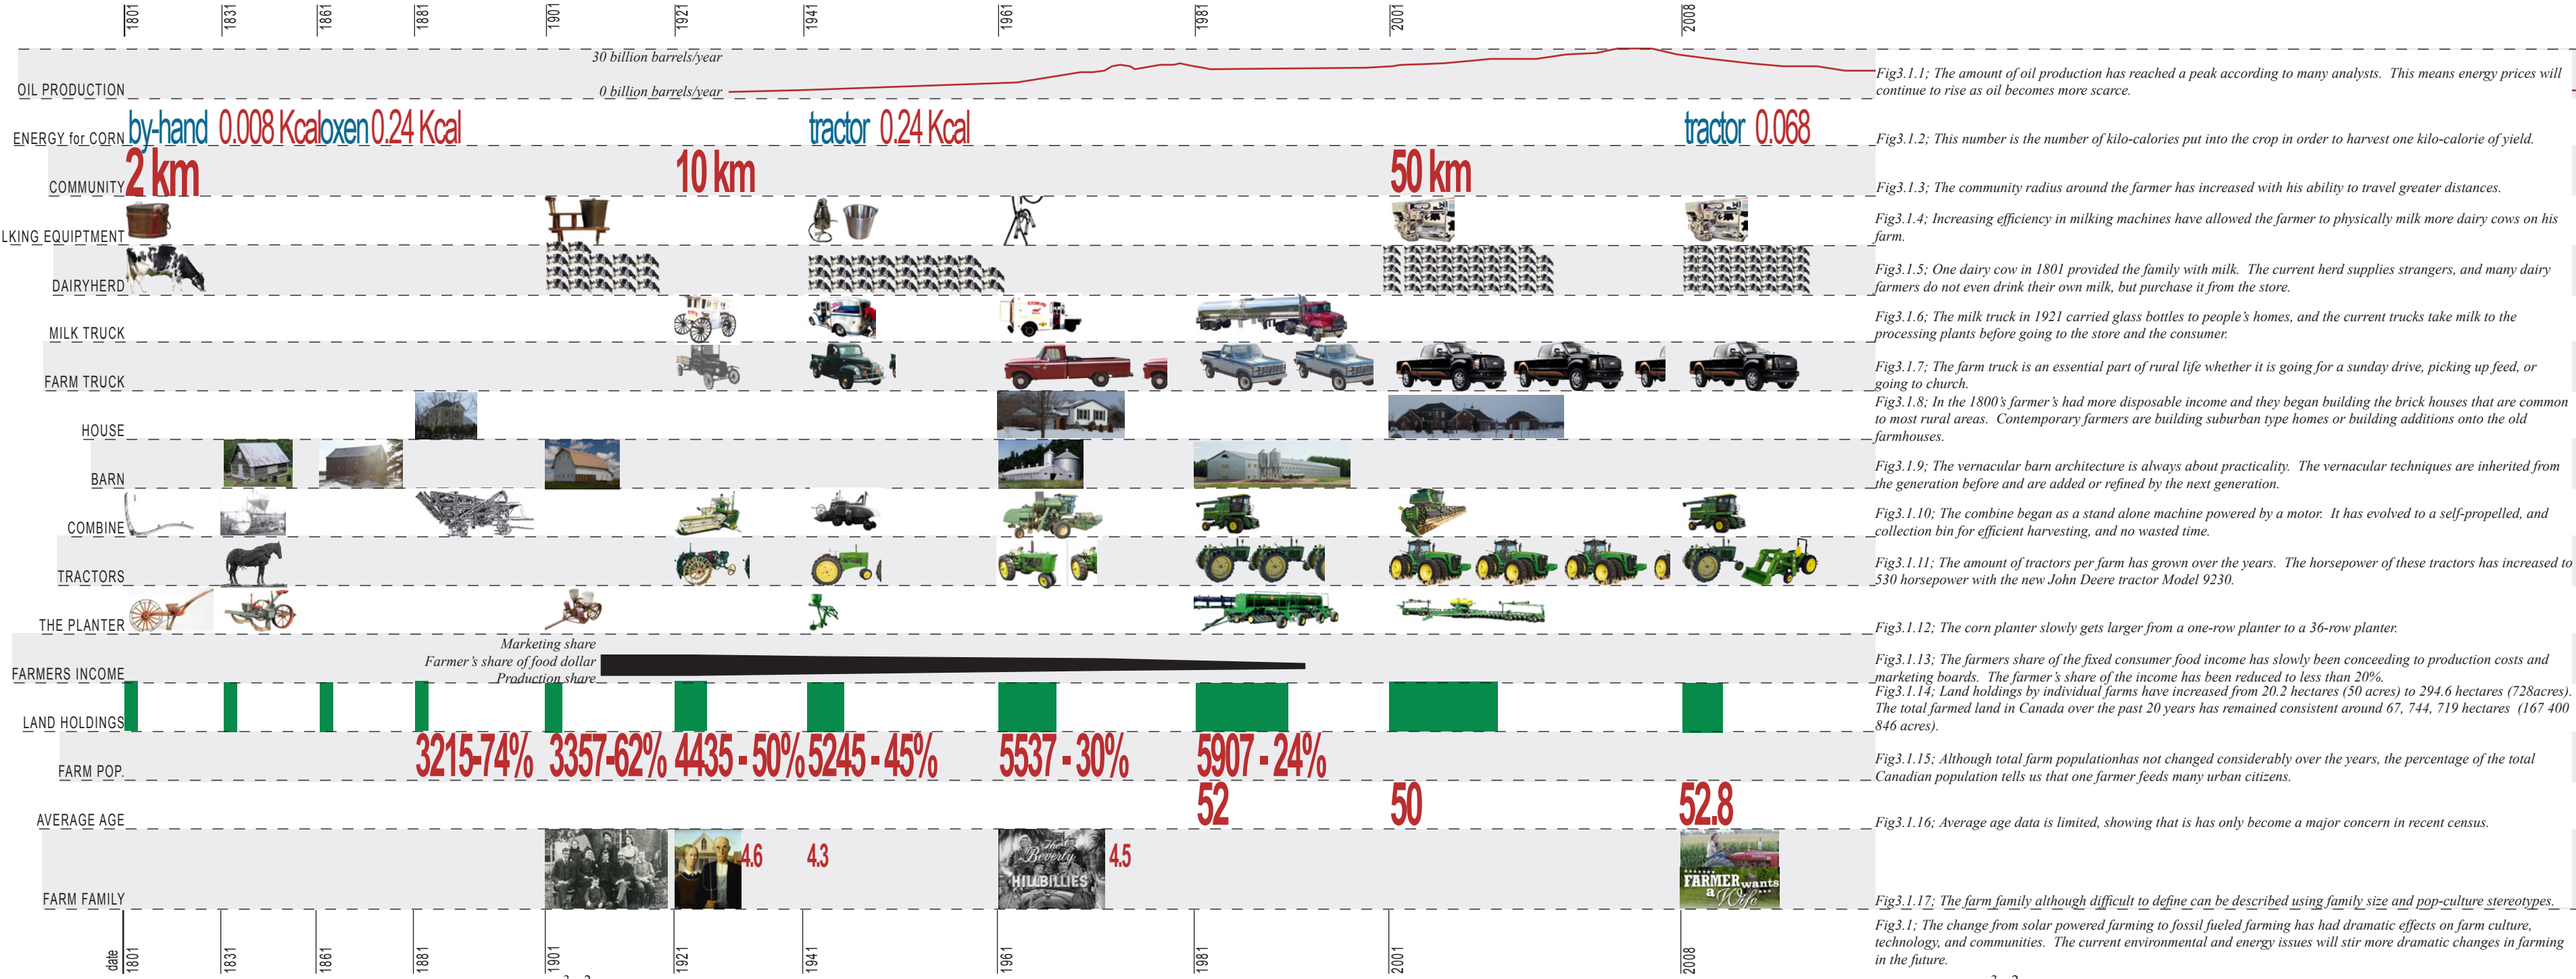 1801 1831 1861 1881 1901 1921 1941 1961 1981 2001 2008
30 billion barrels/year
OIL PRODUCTION
0 billion barrels/year
Fig3.1.1; The amount of oil production has reached a peak according to many analysts. This means energy prices will
continue to rise as oil becomes more scarce.
ENERGY for CORN by-hand 0.008 Kcal oxen 0.24 Kcal tractor 0.24 Kcal tractor 0.068
Fig3.1.2; This number is the number of kilo-calories put into the crop in order to harvest one kilo-calorie of yield.
COMMUNITY 2 km 10 km 50 km
Fig3.1.3; The community radius around the farmer has increased with his ability to travel greater distances.
LKING EQUIPTMENT
Fig3.1.4; Increasing efficiency in milking machines have allowed the farmer to physically milk more dairy cows on his
farm.
DAIRYHERD
Fig3.1.5; One dairy cow in 1801 provided the family with milk. The current herd supplies strangers, and many dairy
farmers do not even drink their own milk, but purchase it from the store.
MILK TRUCK
Fig3.1.6; The milk truck in 1921 carried glass bottles to people's homes, and the current trucks take milk to the
processing plants before going to the store and the consumer.
FARM TRUCK
Fig3.1.7; The farm truck is an essential part of rural life whether it is going for a sunday drive, picking up feed, or
going to church.
HOUSE
Fig3.1.8; In the 1800's farmer's had more disposable income and they began building the brick houses that are common
to most rural areas. Contemporary farmers are building suburban type homes or building additions onto the old
farmhouses.
BARN
Fig3.1.9; The vernacular barn architecture is always about practicality. The vernacular techniques are inherited from
the generation before and are added or refined by the next generation.
COMBINE
Fig3.1.10; The combine began as a stand alone machine powered by a motor. It has evolved to a self-propelled, and
collection bin for efficient harvesting, and no wasted time.
TRACTORS
Fig3.1.11; The amount of tractors per farm has grown over the years. The horsepower of these tractors has increased to
530 horsepower with the new John Deere tractor Model 9230.
THE PLANTER
Fig3.1.12; The corn planter slowly gets larger from a one-row planter to a 36-row planter.
Marketing share
Farmer's share of food dollar
Production share
FARMERS INCOME
Fig3.1.13; The farmers share of the fixed consumer food income has slowly been conceeding to production costs and
marketing boards. The farmer's share of the income has been reduced to less than 20%.
LAND HOLDINGS
Fig3.1.14; Land holdings by individual farms have increased from 20.2 hectares (50 acres) to 294.6 hectares (728acres).
The total farmed land in Canada over the past 20 years has remained consistent around 67, 744, 719 hectares (167 400
846 acres).
FARM POP. 3215-74% 3357-62% 4435 - 50% 5245 - 45% 5537 - 30% 5907 - 24%
Fig3.1.15; Although total farm populationhas not changed considerably over the years, the percentage of the total
Canadian population tells us that one farmer feeds many urban citizens.
AVERAGE AGE 52 50 52.8
Fig3.1.16; Average age data is limited, showing that is has only become a major concern in recent census.
4.6 4.3 4.5
The Beverly
HILLBILLIES
FARMER wants
a Wife
FARM FAMILY
Fig3.1.17; The farm family although difficult to define can be described using family size and pop-culture stereotypes.
Fig3.1; The change from solar powered farming to fossil fueled farming has had dramatic effects on farm culture,
technology, and communities. The current environmental and energy issues will stir more dramatic changes in farming
in the future.
date 1801 1831 1861 1881 1901 1921 1941 1961 1981 2001 2008